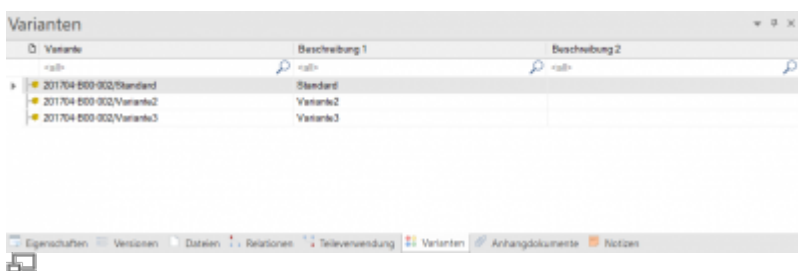 Varianten
Variante Beschreibung 1 Beschreibung 2
<all> <all> <all>
201704-B00-002/Standard Standard
201704-B00-002/Variante2 Variante2
201704-B00-002/Variante3 Variante3
Eigenschaften Versionen Dateien Relationen Teileverwendung Varianten Anhangdokumente Notizen